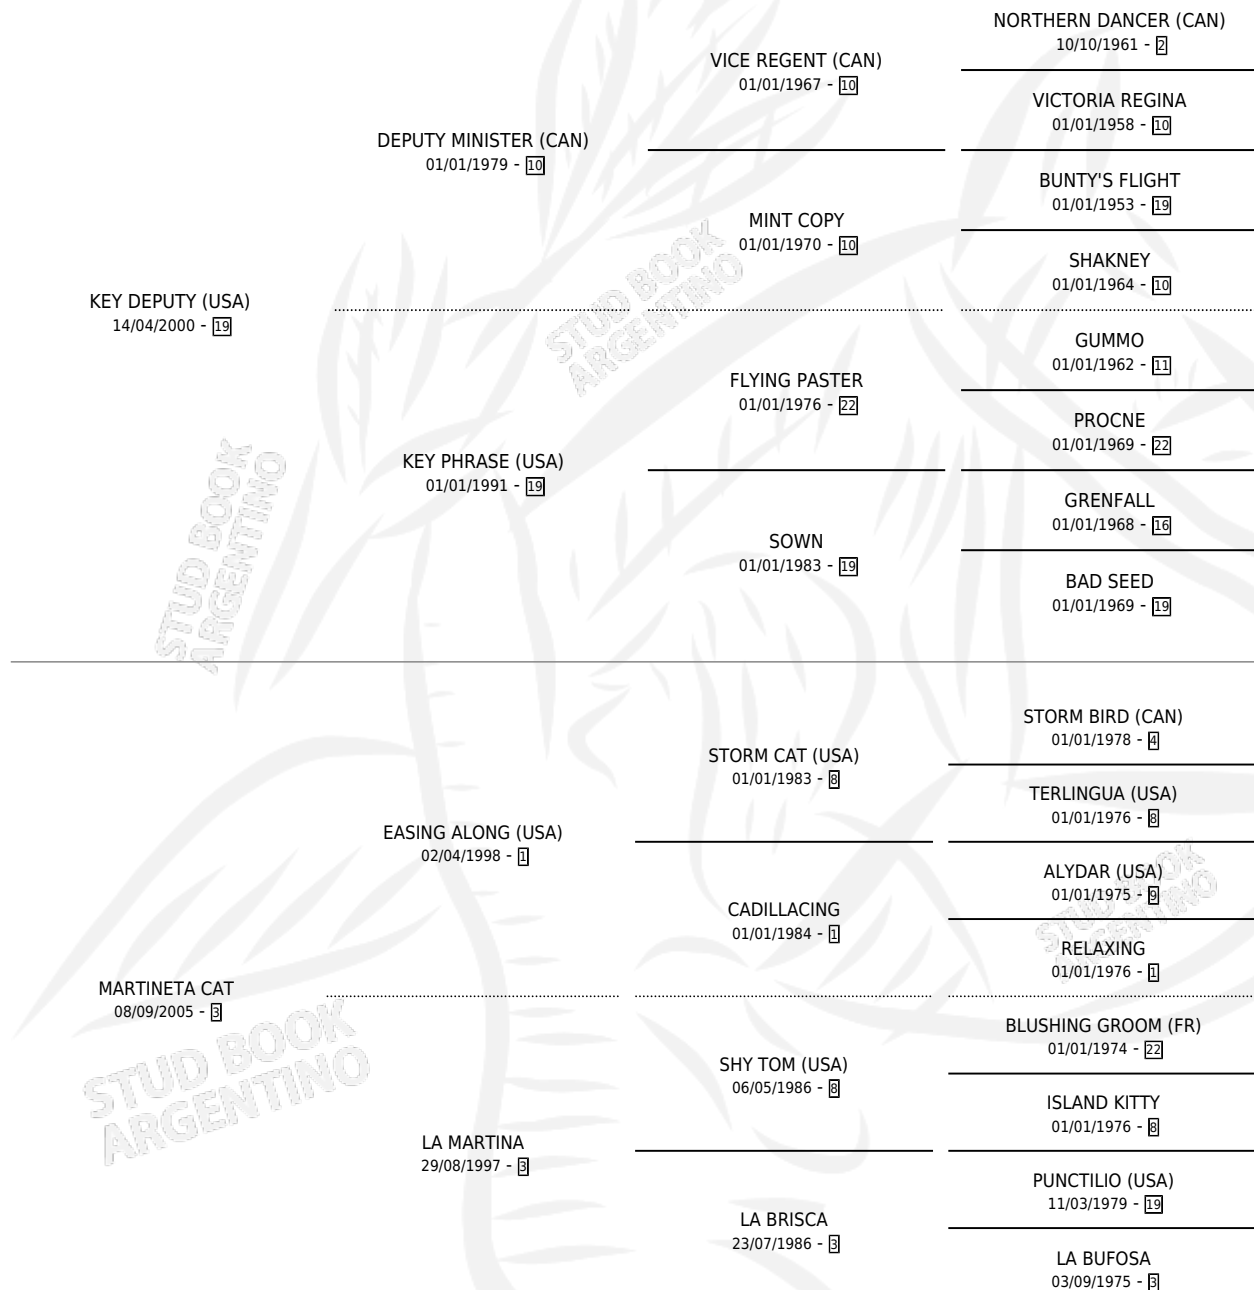 NORTHERN DANCER (CAN)
10/10/1961 - 2
VICE REGENT (CAN)
01/01/1967 - 10
VICTORIA REGINA
01/01/1958 - 10
DEPUTY MINISTER (CAN)
01/01/1979 - 10
BUNTY'S FLIGHT
01/01/1953 - 19
MINT COPY
01/01/1970 - 10
SHAKNEY
01/01/1964 - 10
KEY DEPUTY (USA)
14/04/2000 - 19
GUMMO
01/01/1962 - 11
FLYING PASTER
01/01/1976 - 22
PROCNE
01/01/1969 - 22
KEY PHRASE (USA)
01/01/1991 - 19
GRENFALL
01/01/1968 - 16
SOWN
01/01/1983 - 19
BAD SEED
01/01/1969 - 19
STORM BIRD (CAN)
01/01/1978 - 4
STORM CAT (USA)
01/01/1983 - 8
TERLINGUA (USA)
01/01/1976 - 8
EASING ALONG (USA)
02/04/1998 - 1
ALYDAR (USA)
01/01/1975 - 9
CADILLACING
01/01/1984 - 1
RELAXING
01/01/1976 - 1
MARTINETA CAT
08/09/2005 - 3
BLUSHING GROOM (FR)
01/01/1974 - 22
SHY TOM (USA)
06/05/1986 - 8
ISLAND KITTY
01/01/1976 - 8
LA MARTINA
29/08/1997 - 3
PUNCTILIO (USA)
11/03/1979 - 19
LA BRISCA
23/07/1986 - 3
LA BUFOSA
03/09/1975 - 3
STUD BOOK
ARGENTINO
STUD BOOK
ARGENTINO
STUD BOOK
ARGENTINO
STUD BOOK
ARGENTINO